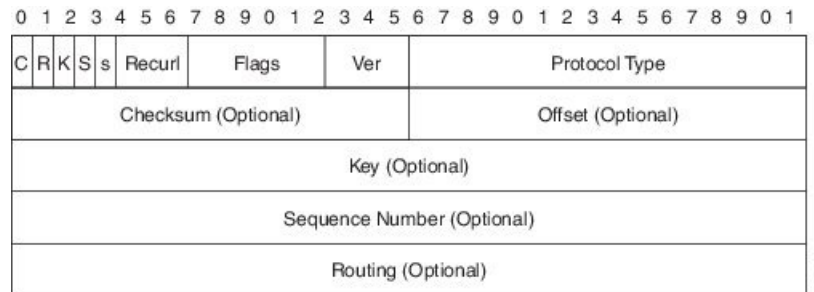 0 1 2 3 4 5 6 7 8 9 0 1 2 3 4 5 6 7 8 9 0 1 2 3 4 5 6 7 8 9 0 1
C R K S s Recurl Flags Ver Protocol Type
Checksum (Optional) Offset (Optional)
Key (Optional)
Sequence Number (Optional)
Routing (Optional)